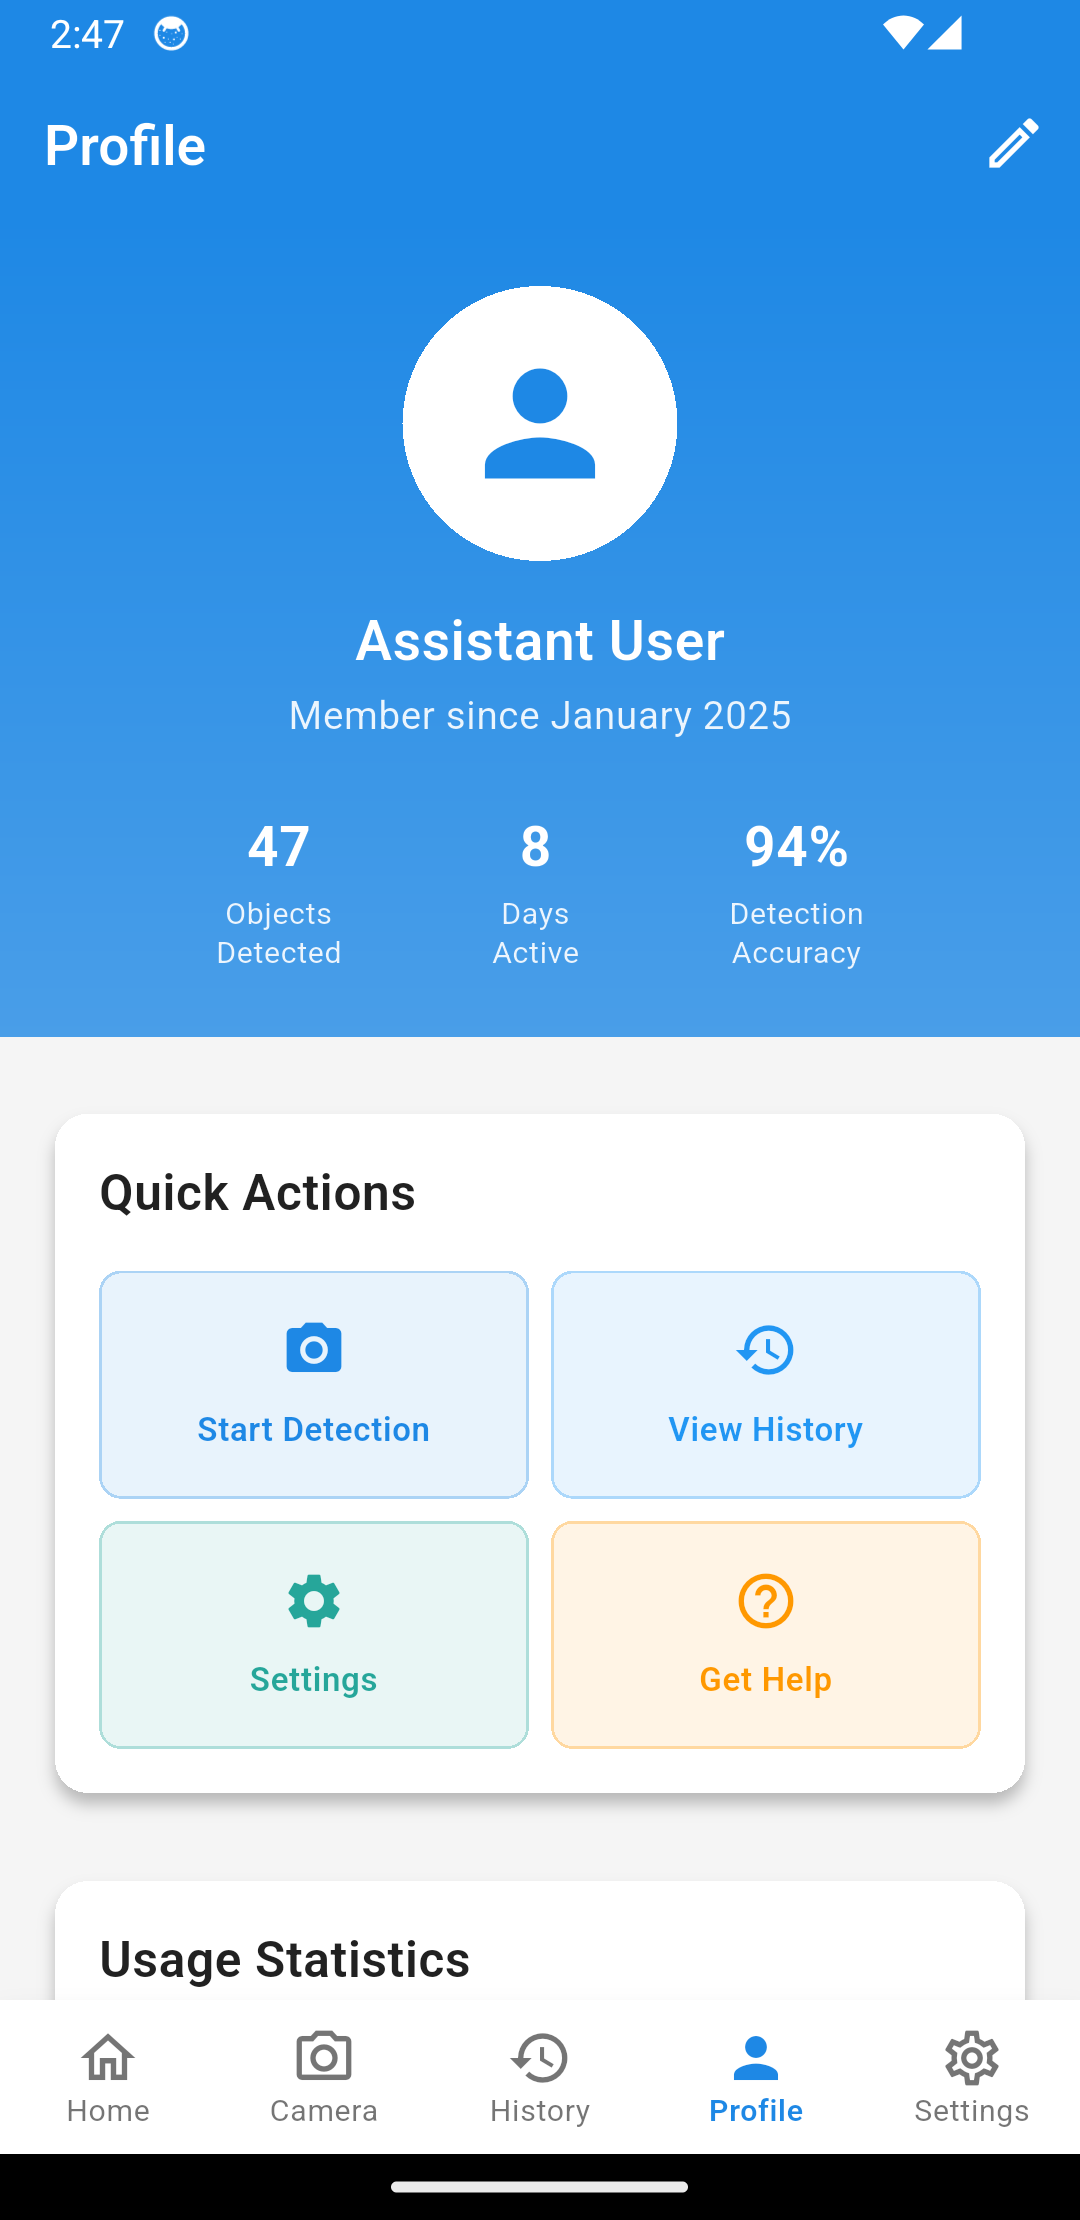 2:47
Profile
Assistant User
Member since January 2025
47
8
94%
Objects
Detected
Days
Active
Detection
Accuracy
Quick Actions
Start Detection
View History
Settings
Get Help
Usage Statistics
Home
Camera
History
Profile
Settings